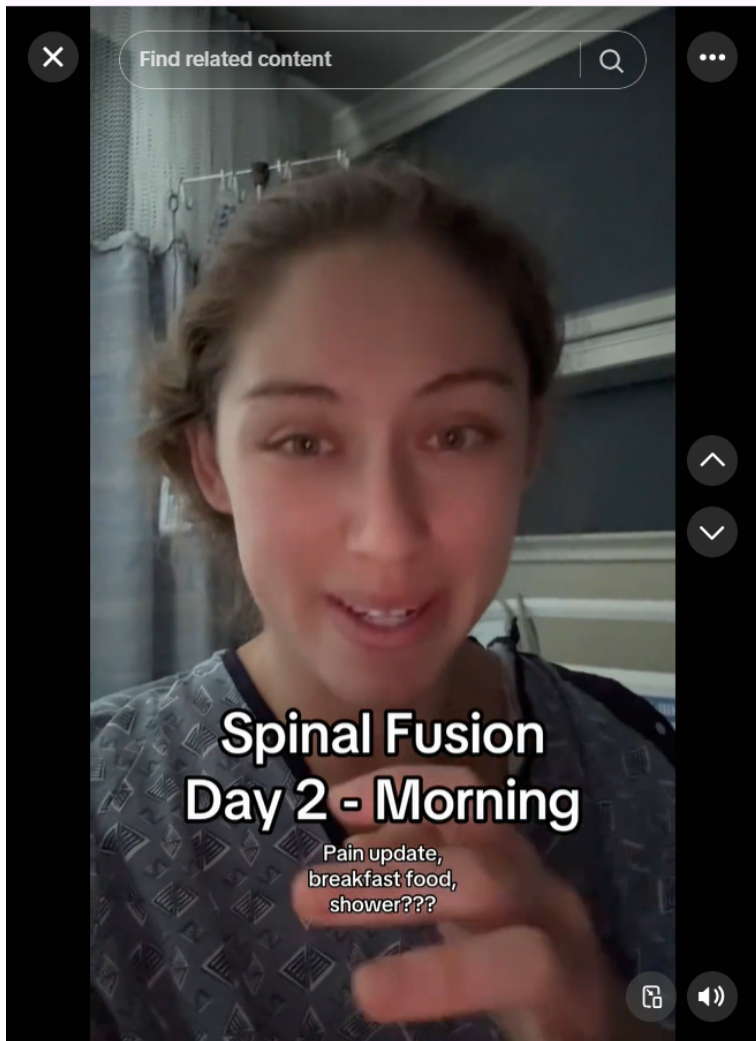 Find related content
Spinal Fusion
Day 2 - Morning
Pain update,
breakfast food,
shower???